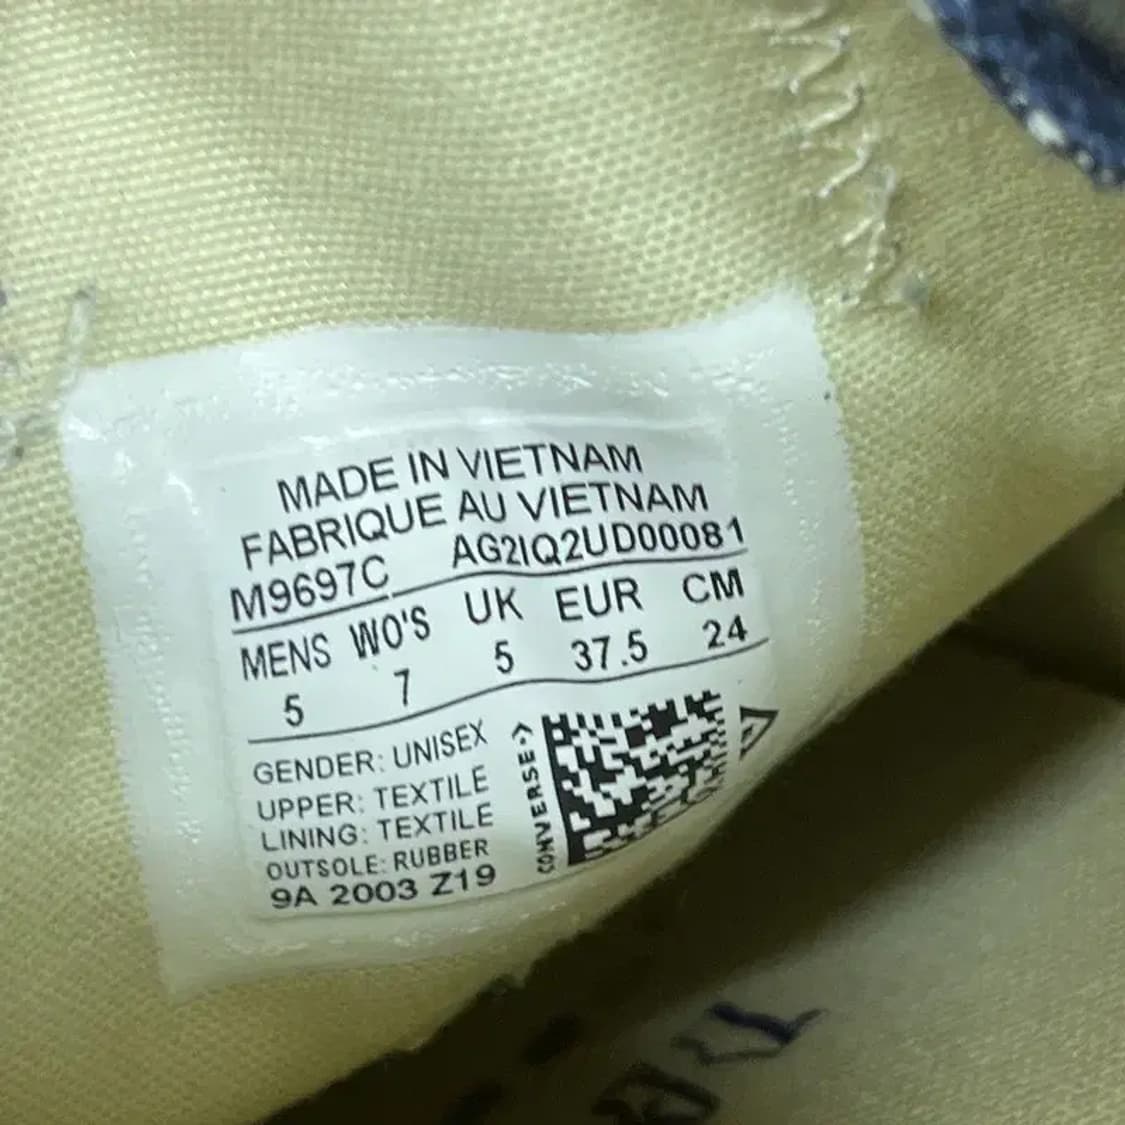 MADE IN VIETNAM
FABRIQUE AU VIETNAM
M9697C AG2IQ2UD00081
MENS WO'S UK EUR CM
5 7 5 37.5 24
GENDER: UNISEX
UPPER: TEXTILE
LINING: TEXTILE
OUTSOLE: RUBBER
9A 2003 Z19
CONVERSE